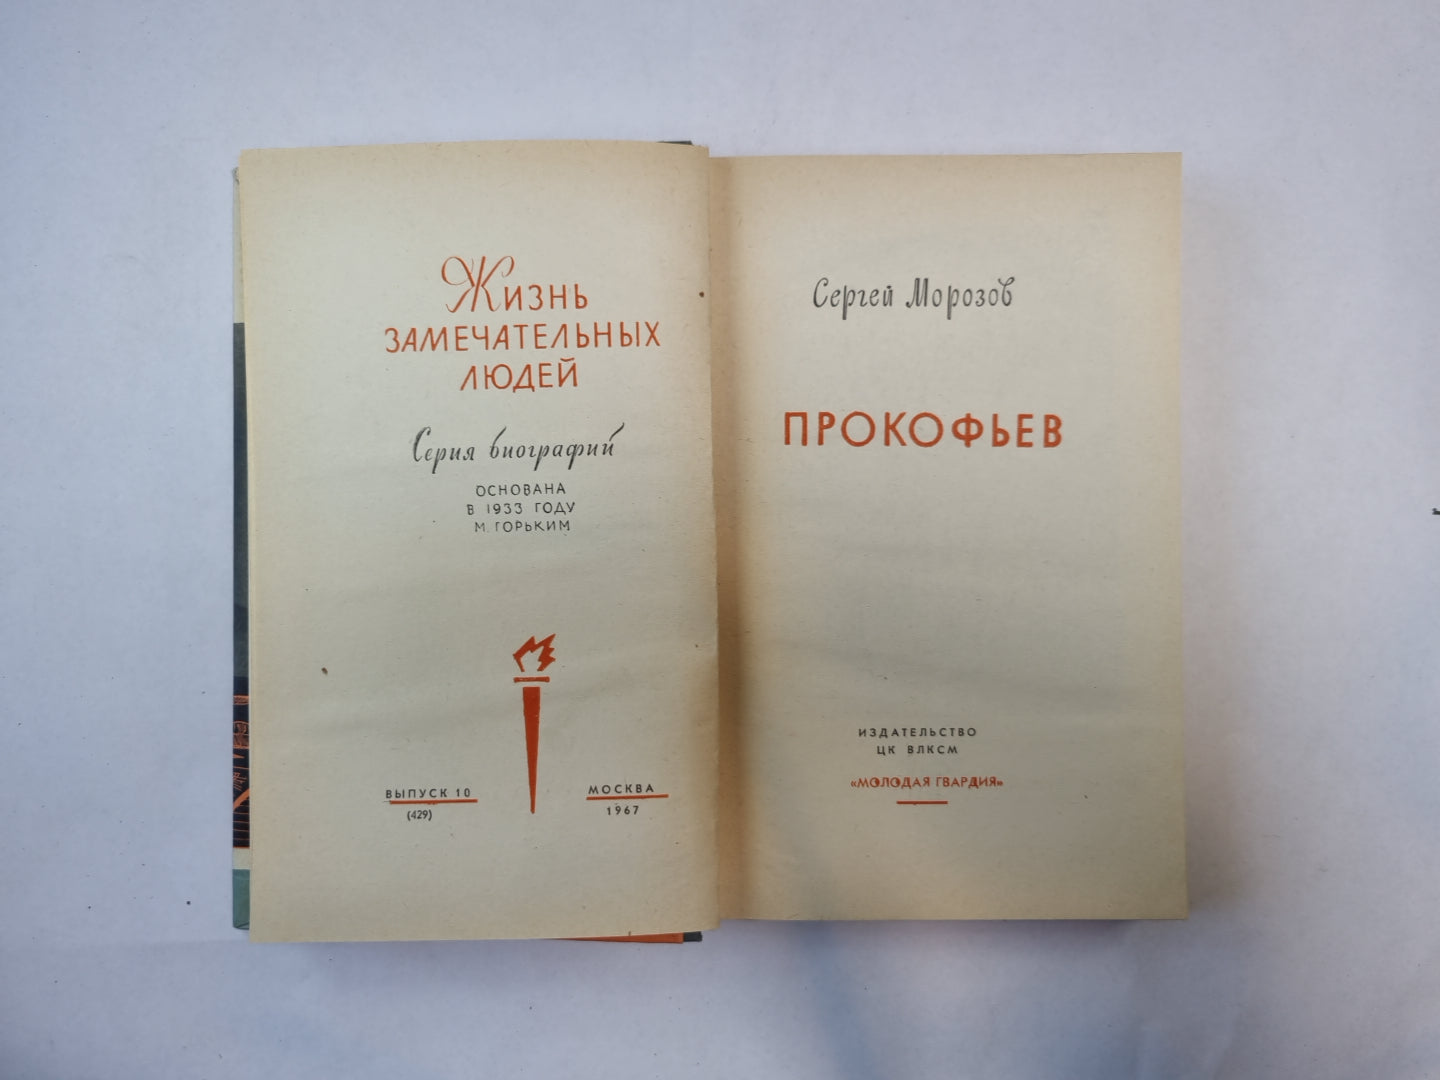 Жизнь
ЗАМЕЧАТЕЛЬНЫХ
ЛЮДЕЙ
Серия биографий
ОСНОВАНА
В 1933 ГОДУ
М. ГОРЬКИМ
ВЫПУСК 10
(429)
МОСКВА
1967
Сергей Морозов
ПРОКОФЬЕВ
ИЗДАТЕЛЬСТВО
ЦК ВЛКСМ
«МОЛОДАЯ ГВАРДИЯ»